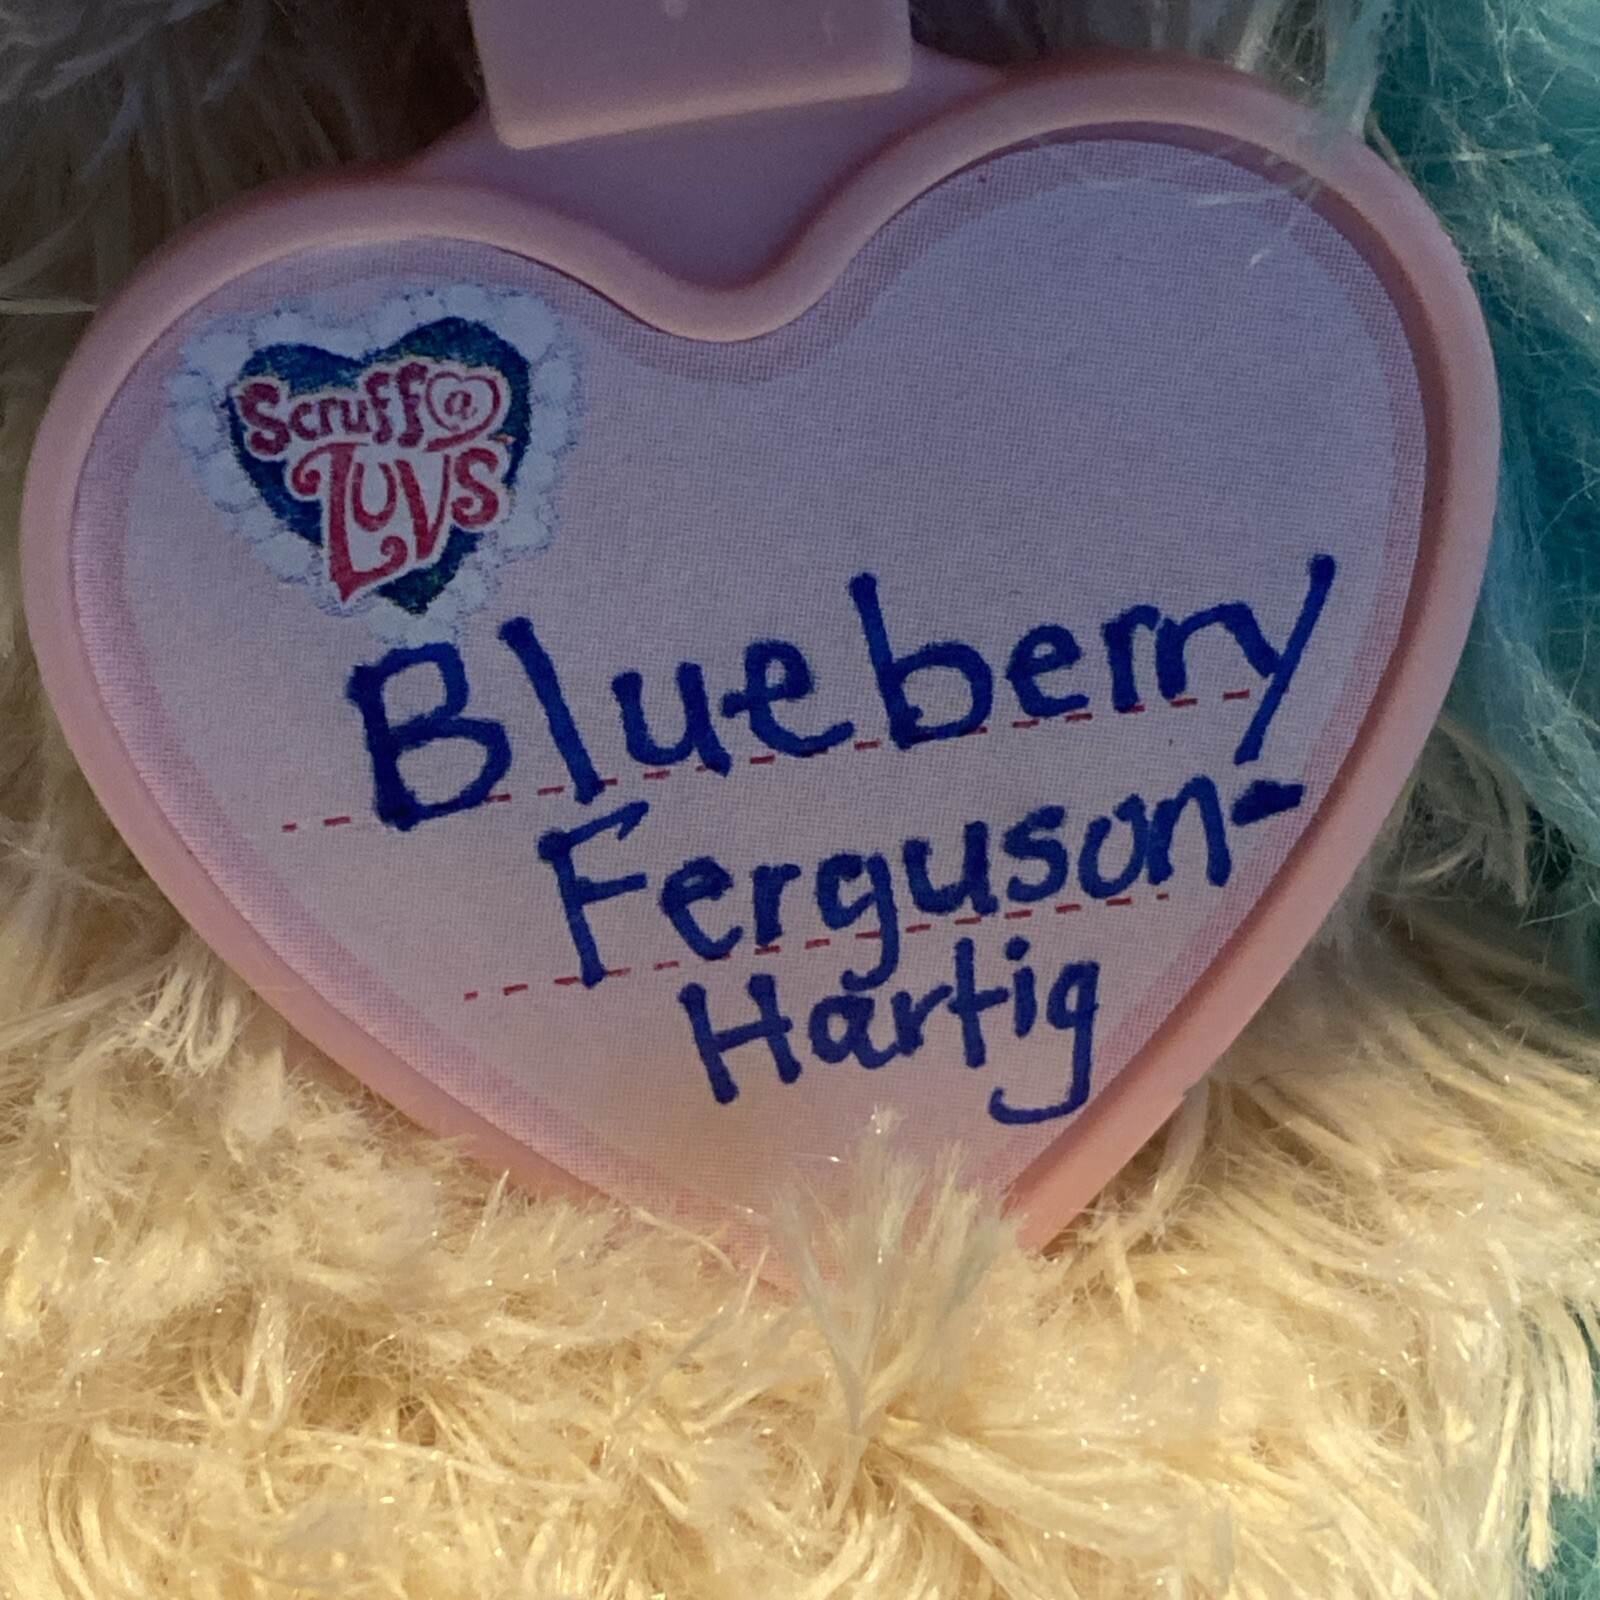 Scruff a
Luvs
Blueberry
Ferguson-
Hartig